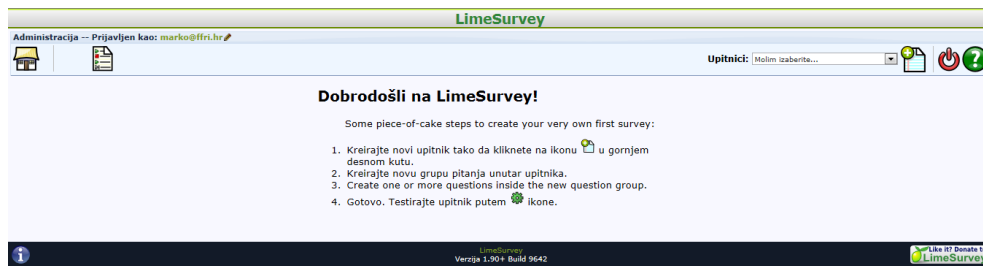 LimeSurvey
Administracija -- Prijavljen kao: marko@ffri.hr
Upitnici: Molim izaberite...
Dobrodošli na LimeSurvey!
Some piece-of-cake steps to create your very own first survey:
1. Kreirajte novi upitnik tako da kliknete na ikonu u gornjem
desnom kutu.
2. Kreirajte novu grupu pitanja unutar upitnika.
3. Create one or more questions inside the new question group.
4. Gotovo. Testirajte upitnik putem ikone.
LimeSurvey
Verzija 1.90+ Build 9642
Like it? Donate t
LimeSurvey